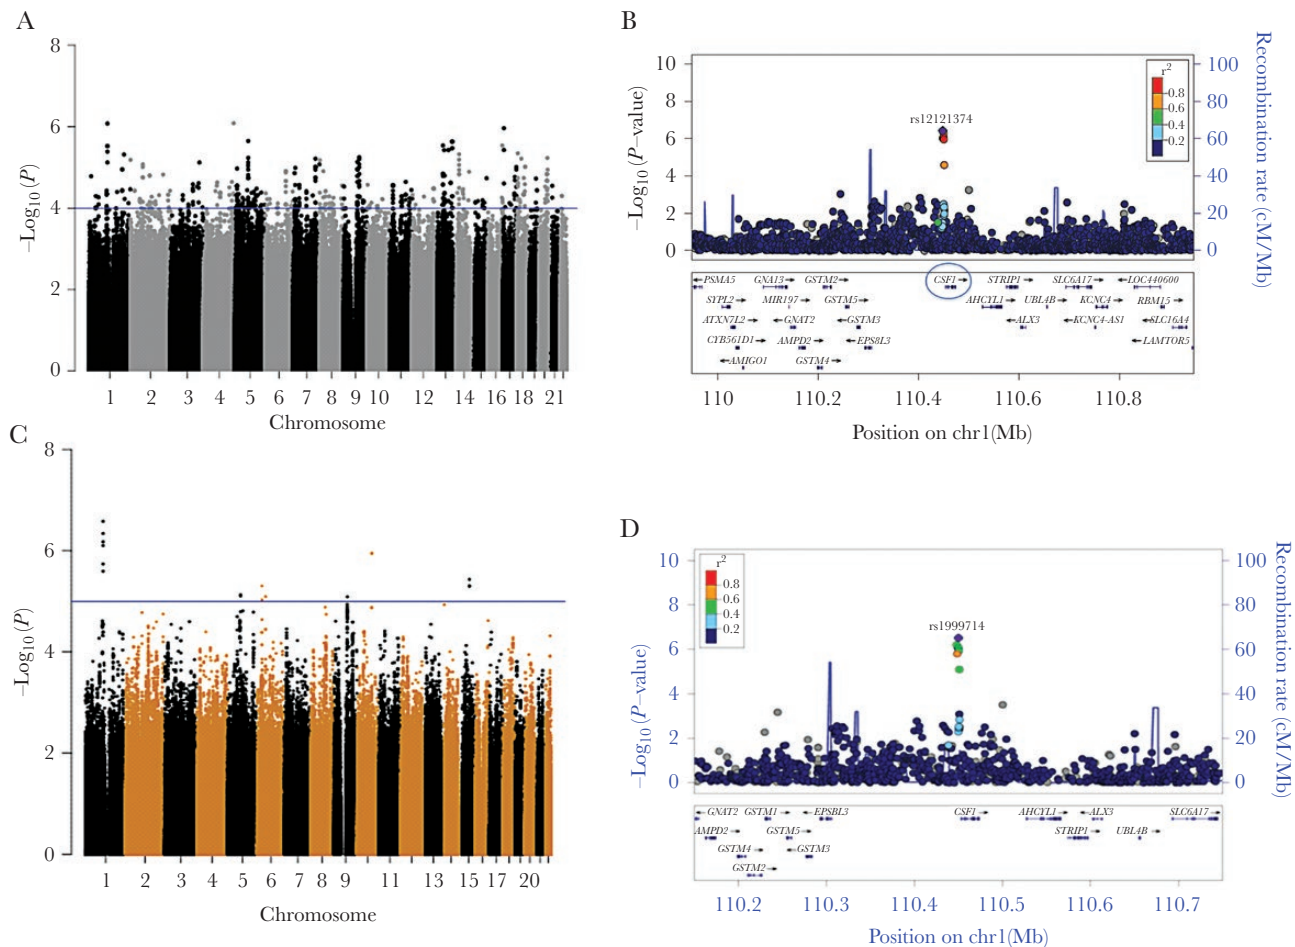 A
8
6
4
2
0
−Log10 (P)
1 2 3 4 5 6 7 8 9 10 12 14 16 18 21
Chromosome
B
10
8
6
4
2
0
−Log10 (P−value)
rs12121374
r2
0.8
0.6
0.4
0.2
100
80
60
40
20
0
Recombination rate (cM/Mb)
PSMA5 GNAI3 GSTM2 CSF1 STRIP1 SLC6A17 LOC440600
SYPL2 MIR197 GSTM5 AHCYL1 UBL4B KCNC4 RBM15
ATXN7L2 GNAT2 GSTM3 ALX3 KCNC4-AS1 SLC16A4
CYB561D1 AMPD2 EPS8L3 LAMTOR5
AMIGO1 GSTM4
110 110.2 110.4 110.6 110.8
Position on chr1(Mb)
C
8
6
4
2
0
−Log10 (P)
1 2 3 4 5 6 7 8 9 11 13 15 17 20
Chromosome
D
10
8
6
4
2
0
−Log10 (P−value)
r2
0.8
0.6
0.4
0.2
rs1999714
100
80
60
40
20
0
Recombination rate (cM/Mb)
GNAT2 GSTM1 EPSBL3 CSF1 AHCYL1 ALX3 SLC6A17
AMPD2 GSTM5 STRIP1 UBL4B
GSTM4 GSTM3
GSTM2
110.2 110.3 110.4 110.5 110.6 110.7
Position on chr1(Mb)